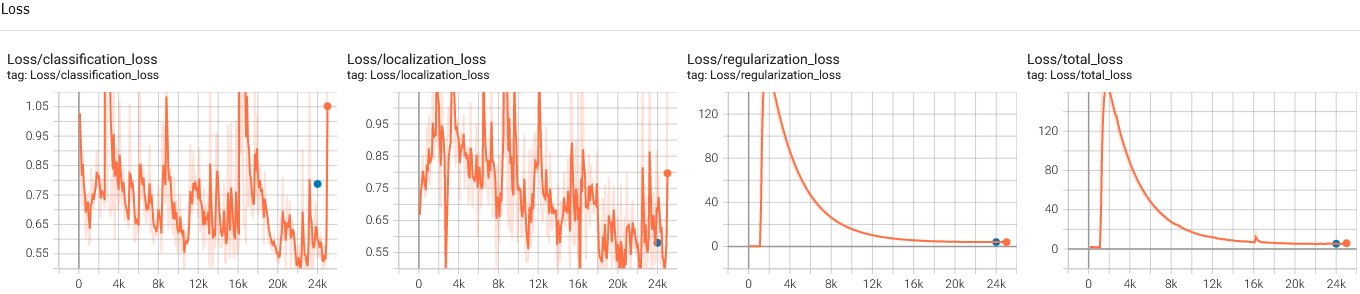 Loss
Loss/classification_loss
tag: Loss/classification_loss
1.05
0.95
0.85
0.75
0.65
0.55
0 4k 8k 12k 16k 20k 24k
Loss/localization_loss
tag: Loss/localization_loss
0.95
0.85
0.75
0.65
0.55
0 4k 8k 12k 16k 20k 24k
Loss/regularization_loss
tag: Loss/regularization_loss
120
80
40
0
0 4k 8k 12k 16k 20k 24k
Loss/total_loss
tag: Loss/total_loss
120
80
40
0
0 4k 8k 12k 16k 20k 24k